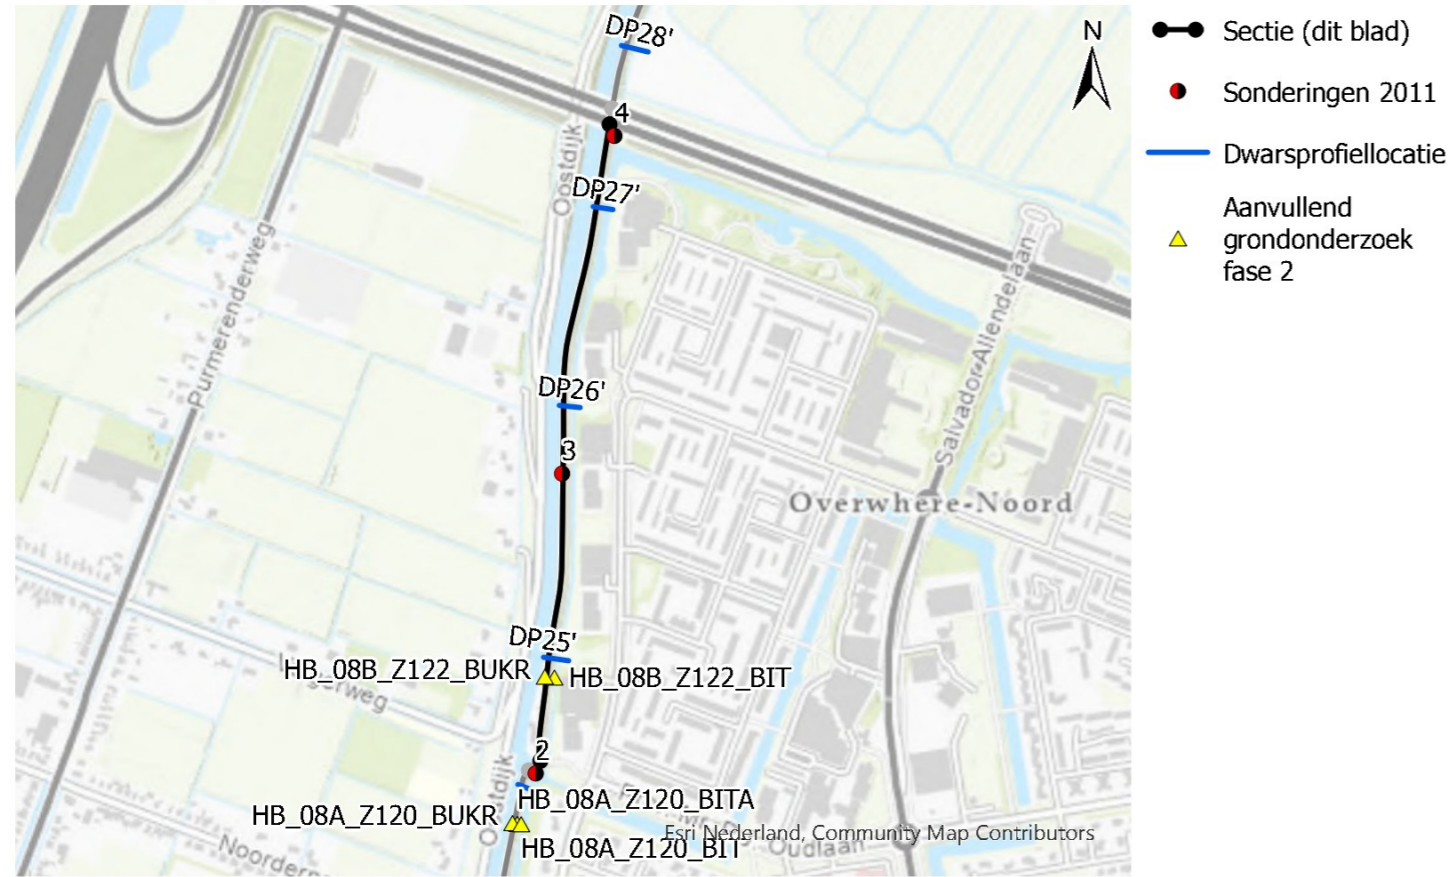 DP28'
N
Sectie (dit blad)
Sonderingen 2011
Dwarsprofiellocatie
Aanvullend
grondonderzoek
fase 2
4
Oostdijk
DP27'
Purmerenderweg
Salvador Allendelaan
DP26'
3
Overwhere-Noord
DP25'
HB_08B_Z122_BUKR
HB_08B_Z122_BIT
2
Oostdijk
HB_08A_Z120_BITA
HB_08A_Z120_BUKR
HB_08A_Z120_BIT
Esri Nederland, Community Map Contributors